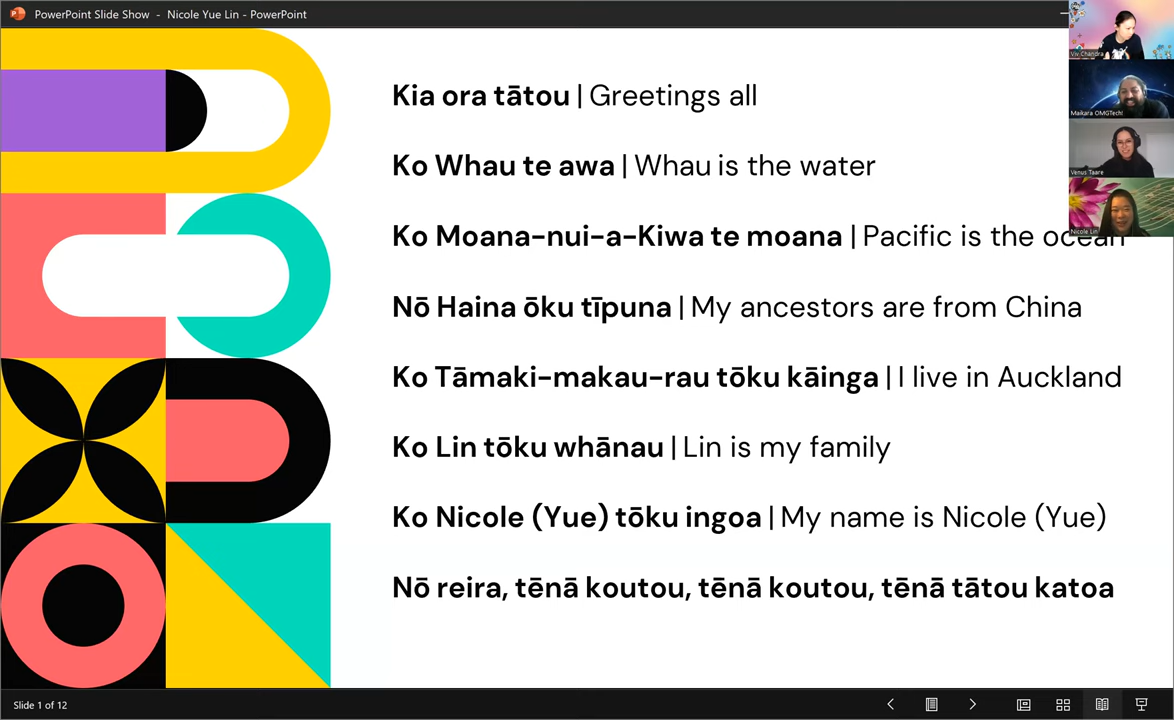 PowerPoint Slide Show - Nicole Yue Lin - PowerPoint
Viv Chandra
Maikara OMGTech!
Venus Taare
Nicole Lin
Kia ora tātou | Greetings all
Ko Whau te awa | Whau is the water
Ko Moana-nui-a-Kiwa te moana | Pacific is the ocean
Nō Haina ōku tīpuna | My ancestors are from China
Ko Tāmaki-makau-rau tōku kāinga | I live in Auckland
Ko Lin tōku whānau | Lin is my family
Ko Nicole (Yue) tōku ingoa | My name is Nicole (Yue)
Nō reira, tēnā koutou, tēnā koutou, tēnā tātou katoa
Slide 1 of 12